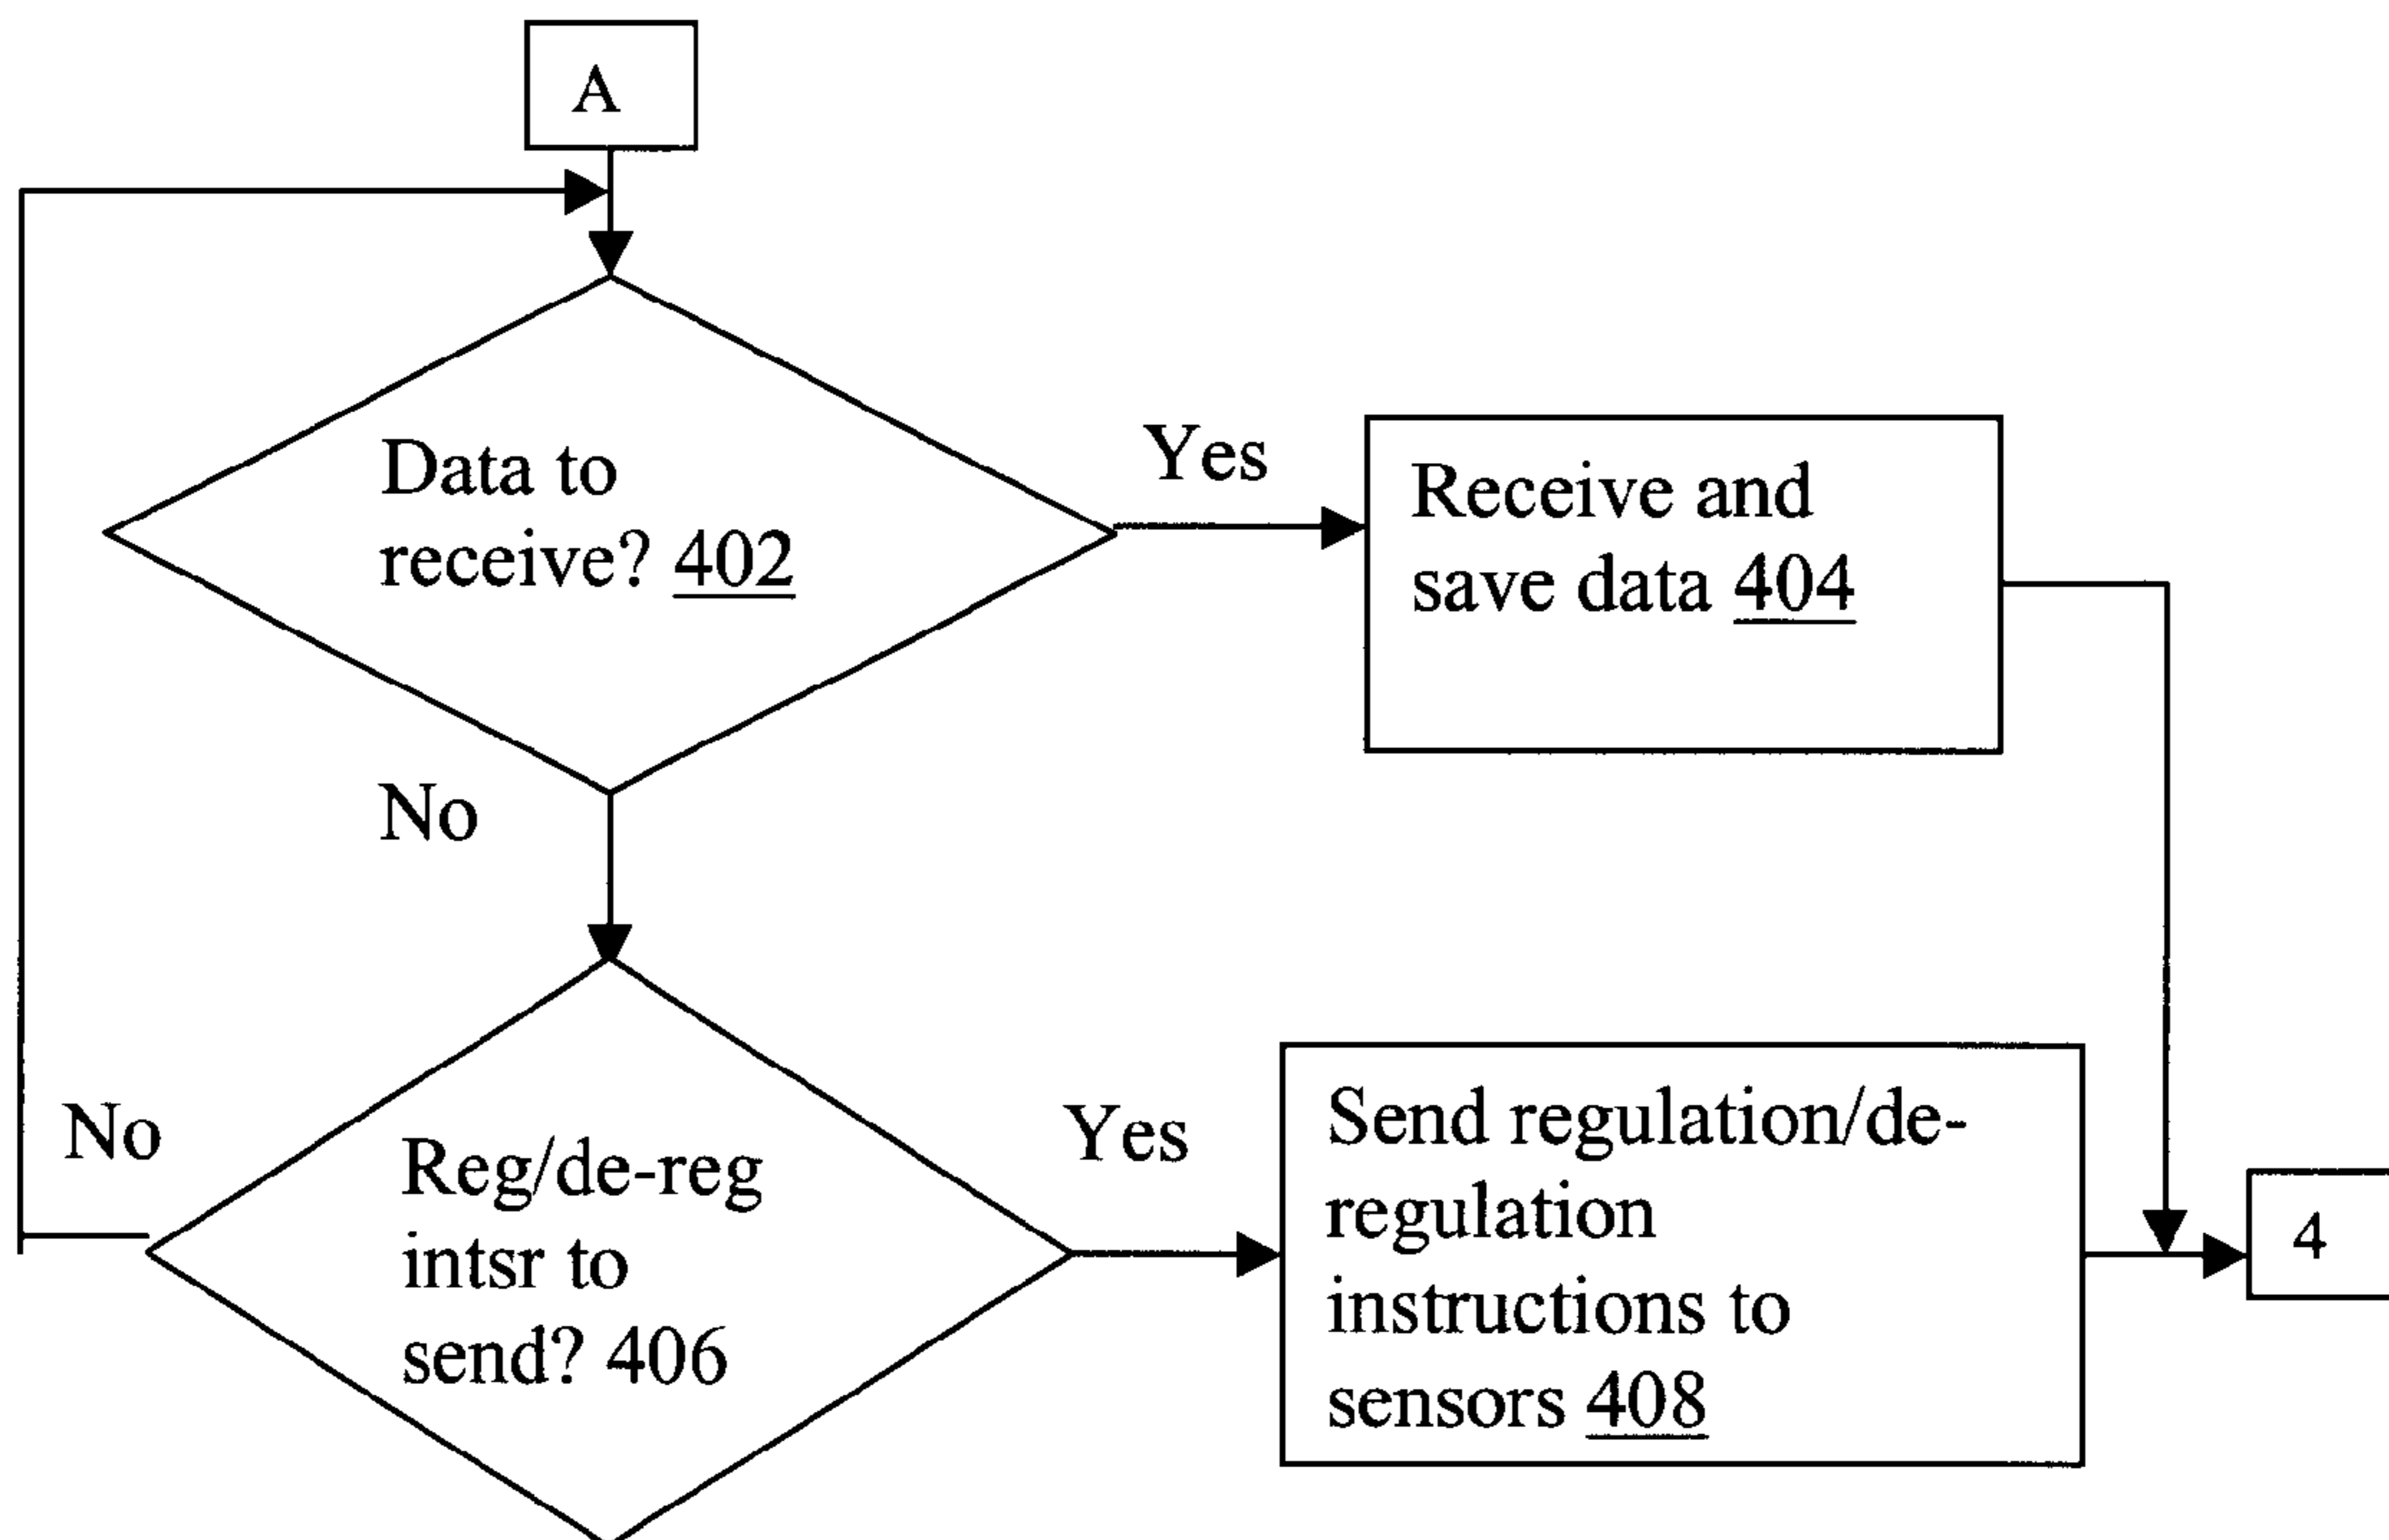 A
Data to
receive? 402
Yes
Receive and
save data 404
No
No
Reg/de-reg
intsr to
send? 406
Yes
Send regulation/de-
regulation
instructions to
sensors 408
4